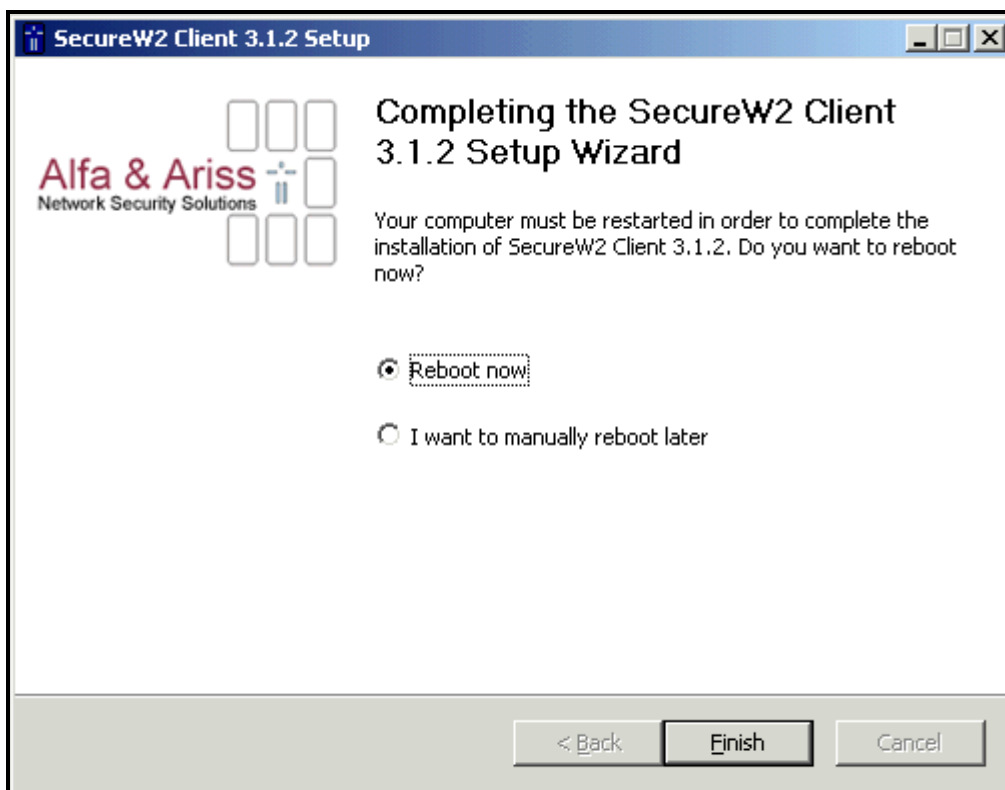 SecureW2 Client 3.1.2 Setup
Alfa & Ariss
Network Security Solutions
Completing the SecureW2 Client
3.1.2 Setup Wizard
Your computer must be restarted in order to complete the
installation of SecureW2 Client 3.1.2. Do you want to reboot
now?
Reboot now
I want to manually reboot later
< Back
Finish
Cancel